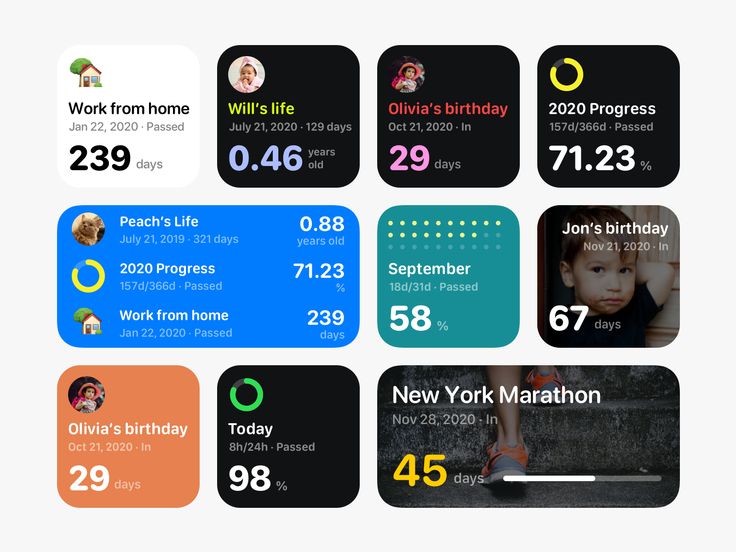 Work from home
Jan 22, 2020 · Passed
239 days
Will's life
July 21, 2020 · 129 days
0.46 years old
Olivia's birthday
Oct 21, 2020 · In
29 days
2020 Progress
157d/366d · Passed
71.23 %
Peach's Life
July 21, 2019 · 321 days
0.88
years old
2020 Progress
157d/366d · Passed
71.23
%
Work from home
Jan 22, 2020 · Passed
239
days
September
18d/31d · Passed
58 %
Jon's birthday
Nov 21, 2020 · In
67 days
Olivia's birthday
Oct 21, 2020 · In
29 days
Today
8h/24h · Passed
98 %
New York Marathon
Nov 28, 2020 · In
45 days